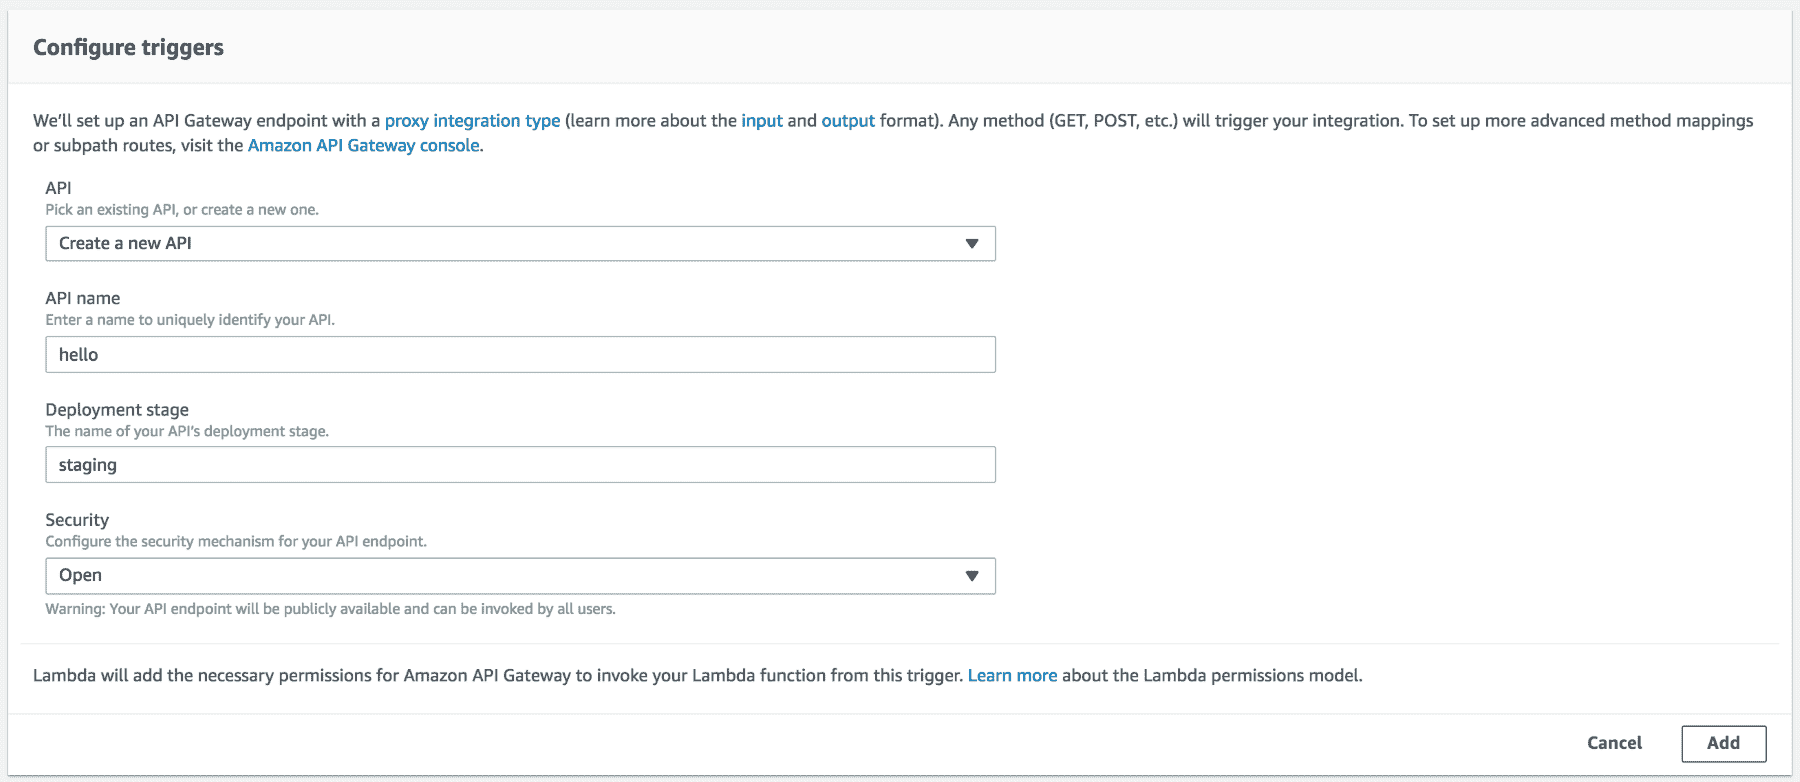 Configure triggers
We'll set up an API Gateway endpoint with a proxy integration type (learn more about the input and output format). Any method (GET, POST, etc.) will trigger your integration. To set up more advanced method mappings
or subpath routes, visit the Amazon API Gateway console.
API
Pick an existing API, or create a new one.
Create a new API
API name
Enter a name to uniquely identify your API.
hello
Deployment stage
The name of your API's deployment stage.
staging
Security
Configure the security mechanism for your API endpoint.
Open
Warning: Your API endpoint will be publicly available and can be invoked by all users.
Lambda will add the necessary permissions for Amazon API Gateway to invoke your Lambda function from this trigger. Learn more about the Lambda permissions model.
Cancel Add